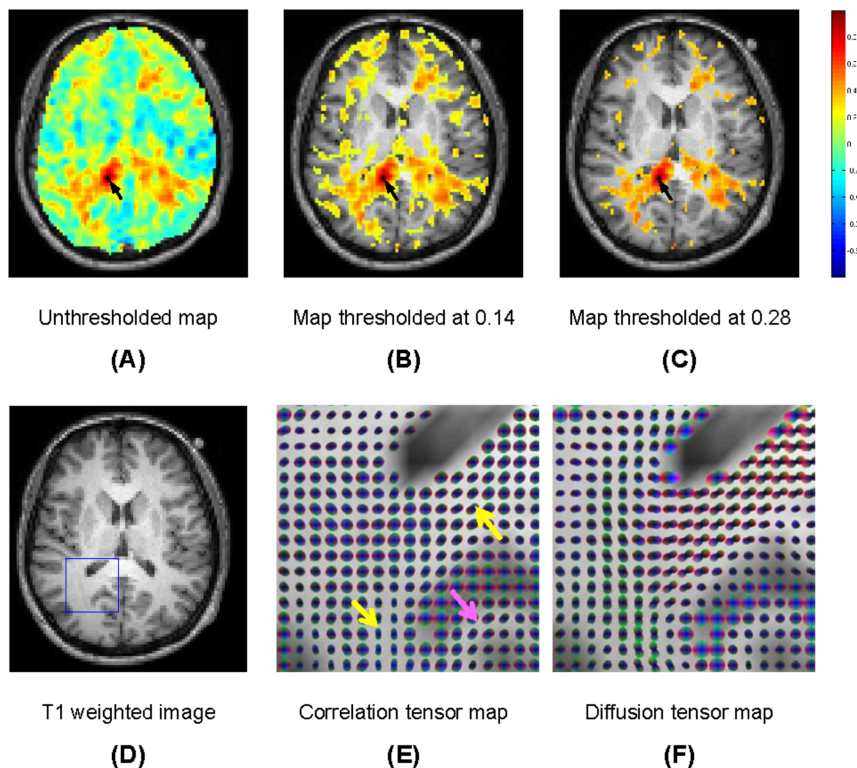 Unthresholded map
Map thresholded at 0.14
Map thresholded at 0.28
(A)
(B)
(C)
0
T1 weighted image
Correlation tensor map
Diffusion tensor map
(D)
(E)
(F)